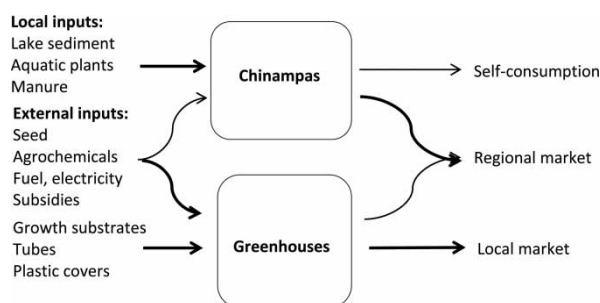 Local inputs:
Lake sediment
Aquatic plants
Manure
External inputs:
Seed
Agrochemicals
Fuel, electricity
Subsidies
Growth substrates
Tubes
Plastic covers
Chinampas
Greenhouses
Self-consumption
Regional market
Local market